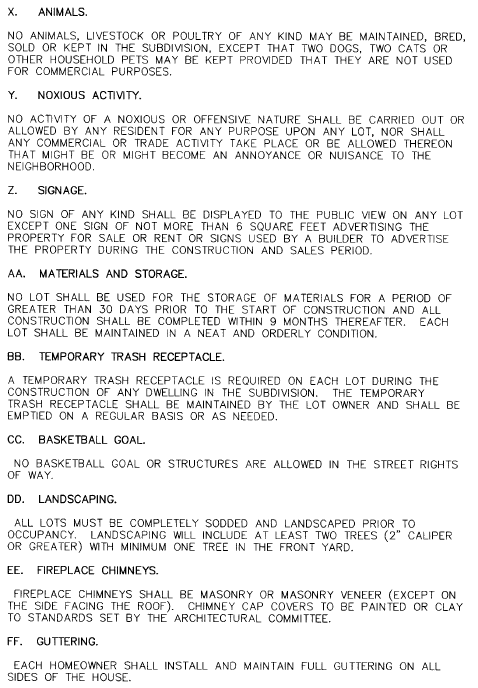 X. ANIMALS.
NO ANIMALS, LIVESTOCK OR POULTRY OF ANY KIND MAY BE MAINTAINED, BRED,
SOLD OR KEPT IN THE SUBDIVISION, EXCEPT THAT TWO DOGS, TWO CATS OR
OTHER HOUSEHOLD PETS MAY BE KEPT PROVIDED THAT THEY ARE NOT USED
FOR COMMERCIAL PURPOSES.
Y. NOXIOUS ACTIVITY.
NO ACTIVITY OF A NOXIOUS OR OFFENSIVE NATURE SHALL BE CARRIED OUT OR
ALLOWED BY ANY RESIDENT FOR ANY PURPOSE UPON ANY LOT, NOR SHALL
ANY COMMERCIAL OR TRADE ACTIVITY TAKE PLACE OR BE ALLOWED THEREON
THAT MIGHT BE OR MIGHT BECOME AN ANNOYANCE OR NUISANCE TO THE
NEIGHBORHOOD.
Z. SIGNAGE.
NO SIGN OF ANY KIND SHALL BE DISPLAYED TO THE PUBLIC VIEW ON ANY LOT
EXCEPT ONE SIGN OF NOT MORE THAN 6 SQUARE FEET ADVERTISING THE
PROPERTY FOR SALE OR RENT OR SIGNS USED BY A BUILDER TO ADVERTISE
THE PROPERTY DURING THE CONSTRUCTION AND SALES PERIOD.
AA. MATERIALS AND STORAGE.
NO LOT SHALL BE USED FOR THE STORAGE OF MATERIALS FOR A PERIOD OF
GREATER THAN 30 DAYS PRIOR TO THE START OF CONSTRUCTION AND ALL
CONSTRUCTION SHALL BE COMPLETED WITHIN 9 MONTHS THEREAFTER. EACH
LOT SHALL BE MAINTAINED IN A NEAT AND ORDERLY CONDITION.
BB. TEMPORARY TRASH RECEPTACLE.
A TEMPORARY TRASH RECEPTACLE IS REQUIRED ON EACH LOT DURING THE
CONSTRUCTION OF ANY DWELLING IN THE SUBDIVISION. THE TEMPORARY
TRASH RECEPTACLE SHALL BE MAINTAINED BY THE LOT OWNER AND SHALL BE
EMPTIED ON A REGULAR BASIS OR AS NEEDED.
CC. BASKETBALL GOAL.
NO BASKETBALL GOAL OR STRUCTURES ARE ALLOWED IN THE STREET RIGHTS
OF WAY.
DD. LANDSCAPING.
ALL LOTS MUST BE COMPLETELY SODDED AND LANDSCAPED PRIOR TO
OCCUPANCY. LANDSCAPING WILL INCLUDE AT LEAST TWO TREES (2" CALIPER
OR GREATER) WITH MINIMUM ONE TREE IN THE FRONT YARD.
EE. FIREPLACE CHIMNEYS.
FIREPLACE CHIMNEYS SHALL BE MASONRY OR MASONRY VENEER (EXCEPT ON
THE SIDE FACING THE ROOF). CHIMNEY CAP COVERS TO BE PAINTED OR CLAY
TO STANDARDS SET BY THE ARCHITECTURAL COMMITTEE.
FF. GUTTERING.
EACH HOMEOWNER SHALL INSTALL AND MAINTAIN FULL GUTTERING ON ALL
SIDES OF THE HOUSE.